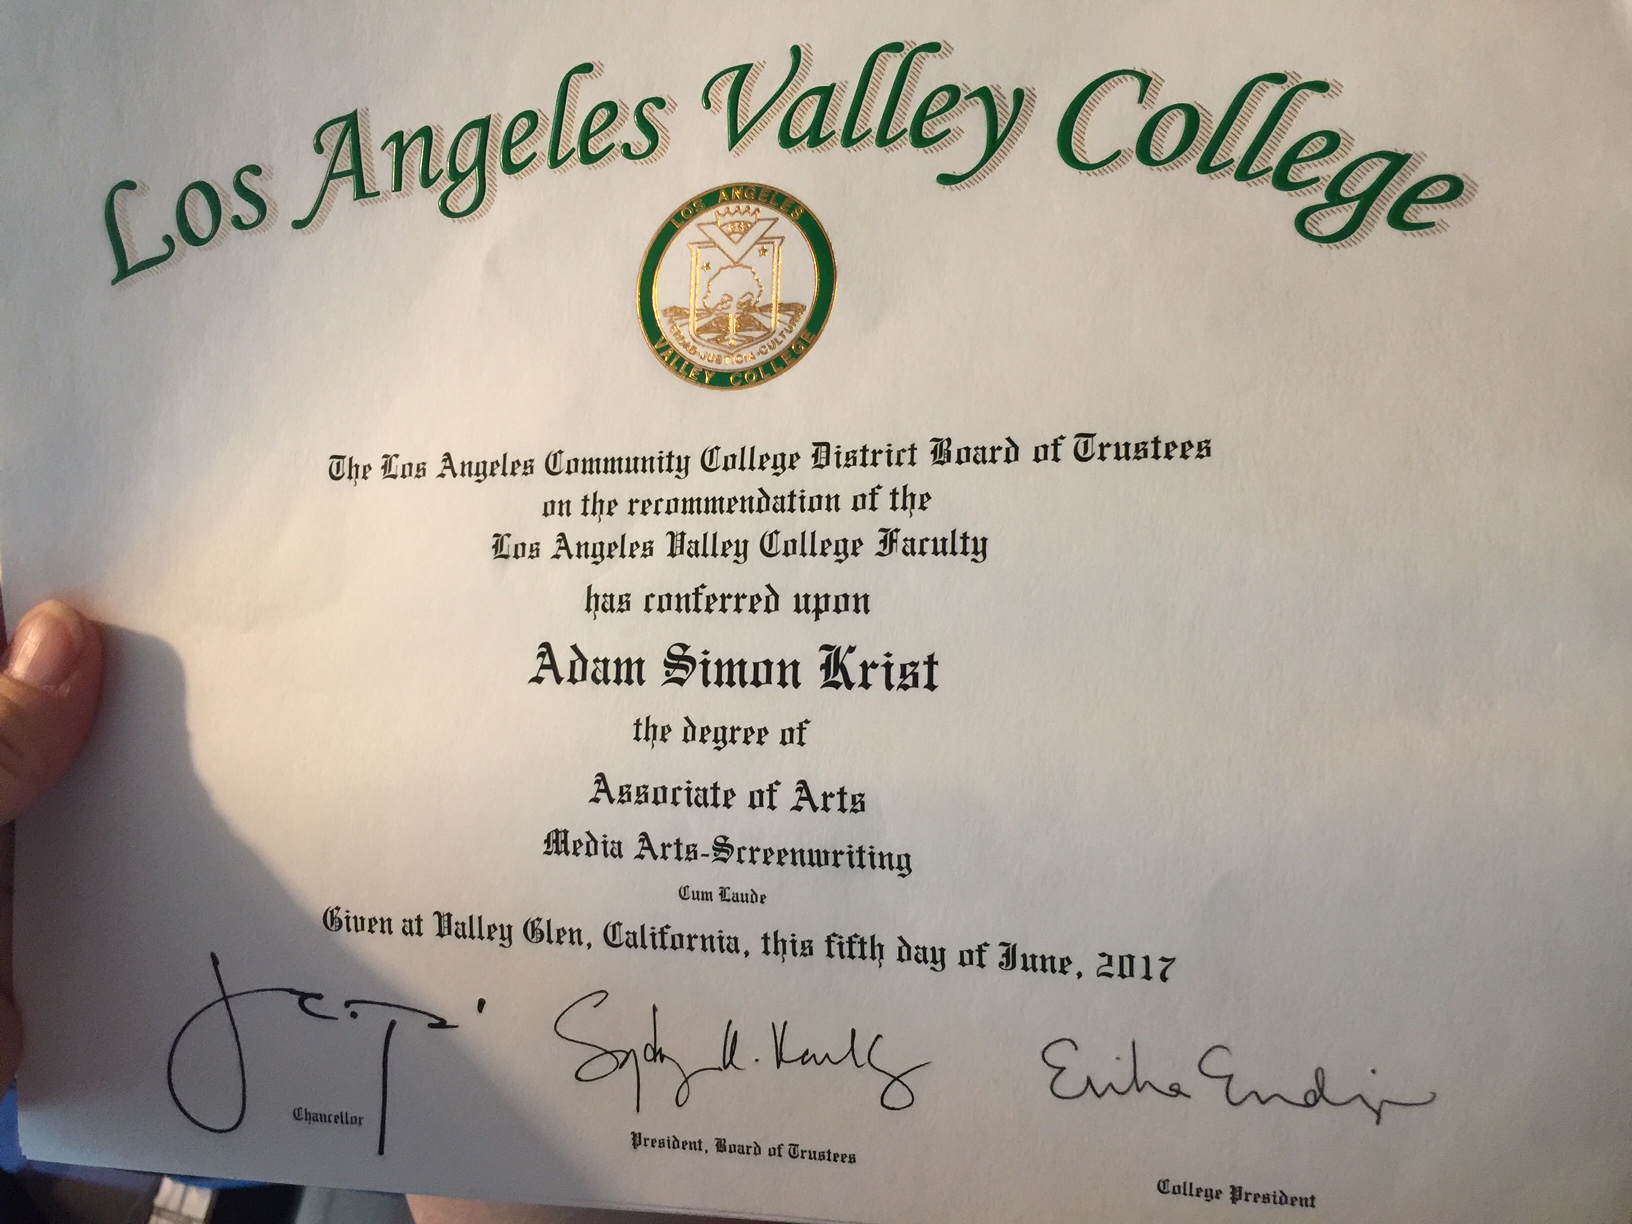 Los Angeles Valley College
LOS ANGELES
VALLEY COLLEGE
The Los Angeles Community College District Board of Trustees
on the recommendation of the
Los Angeles Valley College Faculty
has conferred upon
Adam Simon Krist
the degree of
Associate of Arts
Media Arts-Screenwriting
Cum Laude
Given at Valley Glen, California, this fifth day of June, 2017
Erika Endrijonas
Chancellor
President, Board of Trustees
College President